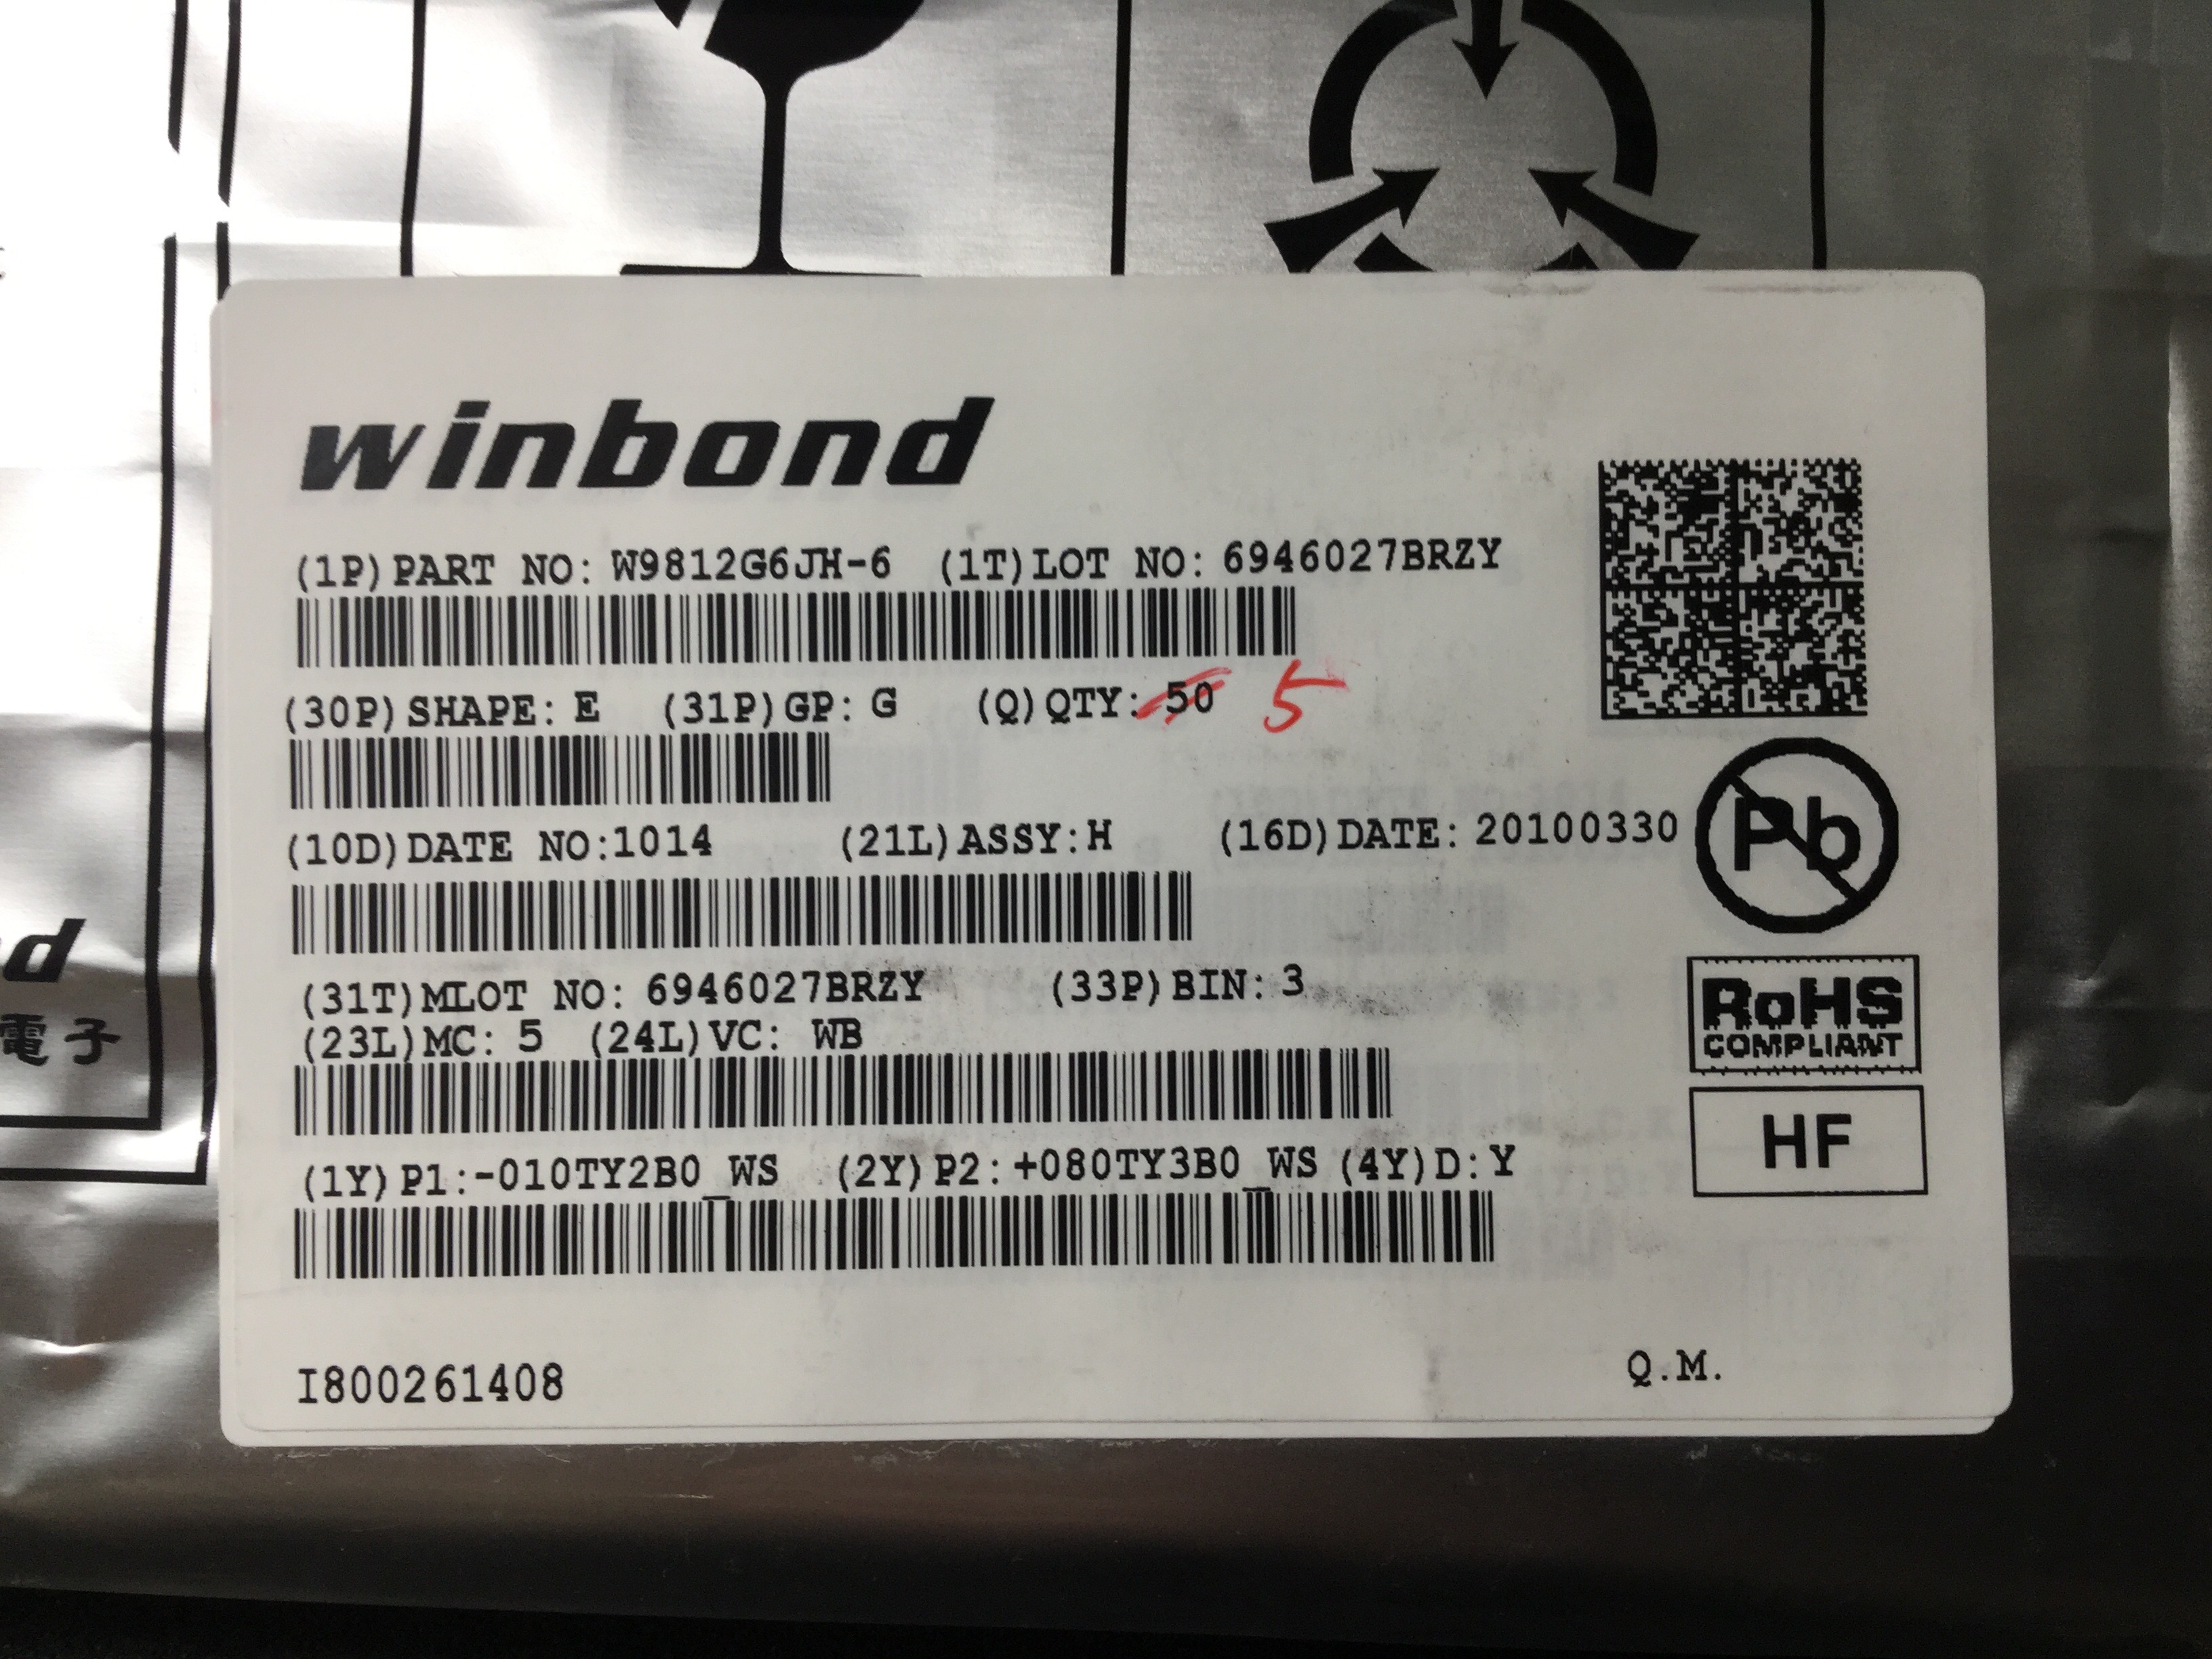 winbond
(1P)PART NO: W9812G6JH-6 (1T)LOT NO: 6946027BRZY
(30P)SHAPE: E (31P)GP: G (Q)QTY: 50 5
(10D)DATE NO:1014 (21L)ASSY:H (16D)DATE: 20100330
Pb
(31T)MLOT NO: 6946027BRZY (33P)BIN: 3
(23L)MC: 5 (24L)VC: WB
RoHS
COMPLIANT
HF
(1Y)P1:-010TY2B0_WS (2Y)P2:+080TY3B0_WS (4Y)D:Y
I800261408
Q.M.
d
電子